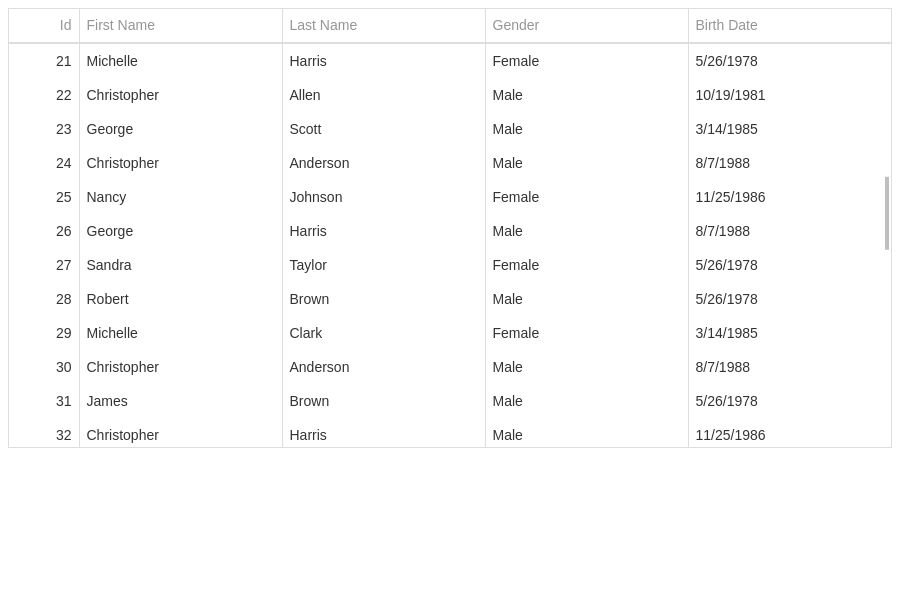 Id First Name Last Name Gender Birth Date
21 Michelle Harris Female 5/26/1978
22 Christopher Allen Male 10/19/1981
23 George Scott Male 3/14/1985
24 Christopher Anderson Male 8/7/1988
25 Nancy Johnson Female 11/25/1986
26 George Harris Male 8/7/1988
27 Sandra Taylor Female 5/26/1978
28 Robert Brown Male 5/26/1978
29 Michelle Clark Female 3/14/1985
30 Christopher Anderson Male 8/7/1988
31 James Brown Male 5/26/1978
32 Christopher Harris Male 11/25/1986